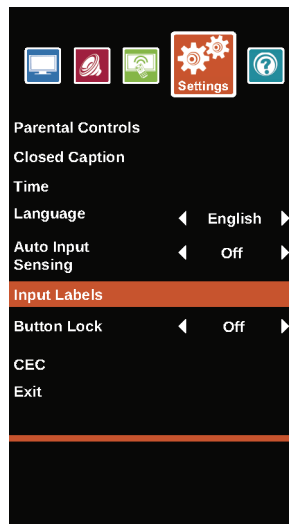 Settings
Parental Controls
Closed Caption
Time
Language English
Auto Input
Sensing Off
Input Labels
Button Lock Off
CEC
Exit